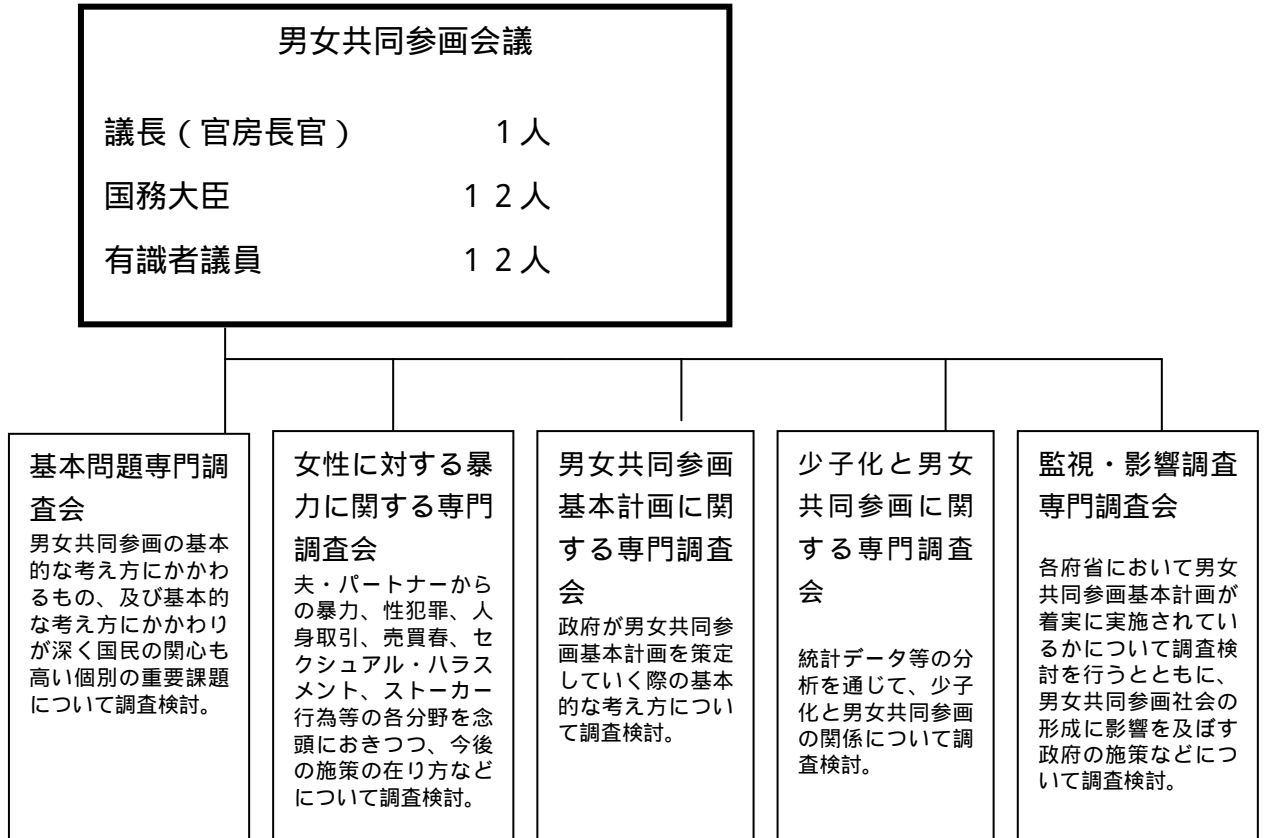 男女共同参画会議
議長（官房長官） 1人
国務大臣 12人
有識者議員 12人
基本問題専門調
査会
男女共同参画の基本
的な考え方にかかわ
るもの、及び基本的
な考え方にかかわり
が深く国民の関心も
高い個別の重要課題
について調査検討。
女性に対する暴
力に関する専門
調査会
夫・パートナーから
の暴力、性犯罪、人
身取引、売買春、セ
クシュアル・ハラス
メント、ストーカー
行為等の各分野を念
頭におきつつ、今後
の施策の在り方など
について調査検討。
男女共同参画
基本計画に関
する専門調査
会
政府が男女共同参
画基本計画を策定
していく際の基本
的な考え方につい
て調査検討。
少子化と男女
共同参画に関
する専門調査
会
統計データ等の分
析を通じて、少子
化と男女共同参画
の関係について調
査検討。
監視・影響調査
専門調査会
各府省において男女
共同参画基本計画が
着実に実施されてい
るかについて調査検
討を行うとともに、
男女共同参画社会の
形成に影響を及ぼす
政府の施策などにつ
いて調査検討。